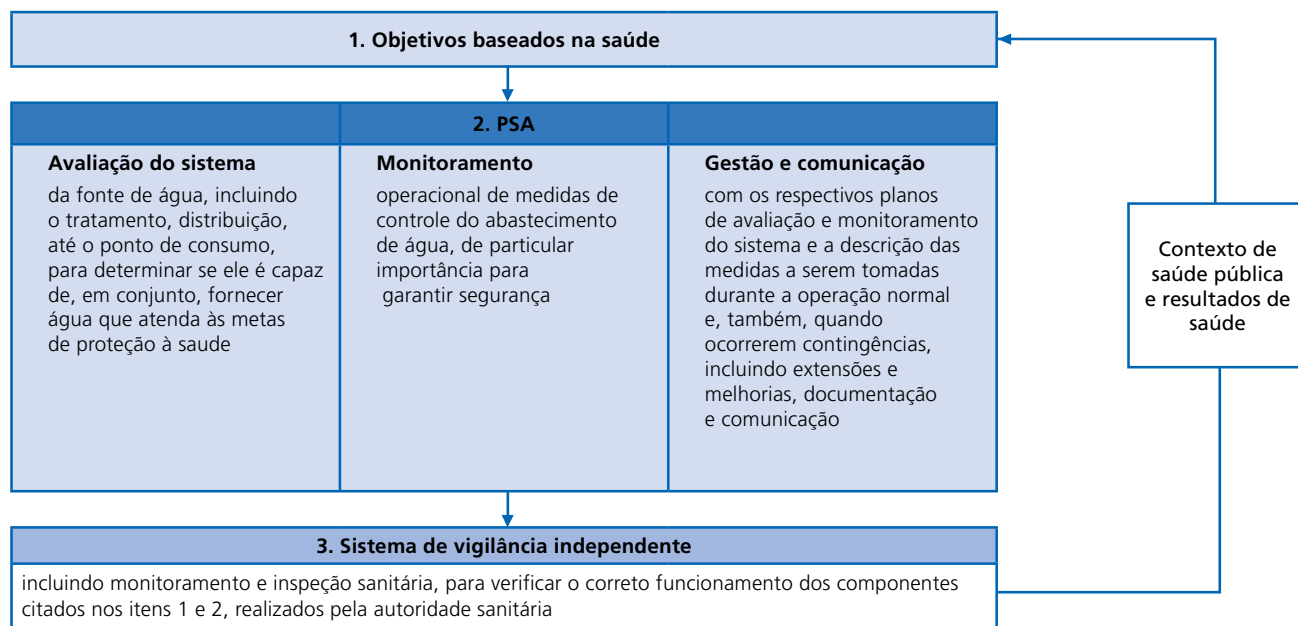 1. Objetivos baseados na saúde
2. PSA
Avaliação do sistema
da fonte de água, incluindo
o tratamento, distribuição,
até o ponto de consumo,
para determinar se ele é capaz
de, em conjunto, fornecer
água que atenda às metas
de proteção à saude
Monitoramento
operacional de medidas de
controle do abastecimento
de água, de particular
importância para
garantir segurança
Gestão e comunicação
com os respectivos planos
de avaliação e monitoramento
do sistema e a descrição das
medidas a serem tomadas
durante a operação normal
e, também, quando
ocorrerem contingências,
incluindo extensões e
melhorias, documentação
e comunicação
Contexto de
saúde pública
e resultados de
saúde
3. Sistema de vigilância independente
incluindo monitoramento e inspeção sanitária, para verificar o correto funcionamento dos componentes
citados nos itens 1 e 2, realizados pela autoridade sanitária